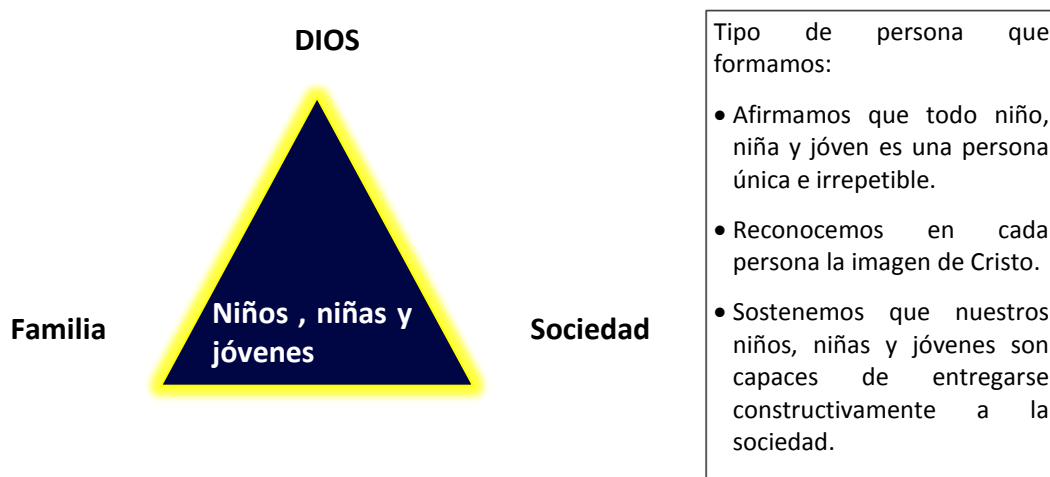 DIOS
Familia
Niños , niñas y
jóvenes
Sociedad
Tipo de persona que
formamos:
• Afirmamos que todo niño,
niña y jóven es una persona
única e irrepetible.
• Reconocemos en cada
persona la imagen de Cristo.
• Sostenemos que nuestros
niños, niñas y jóvenes son
capaces de entregarse
constructivamente a la
sociedad.